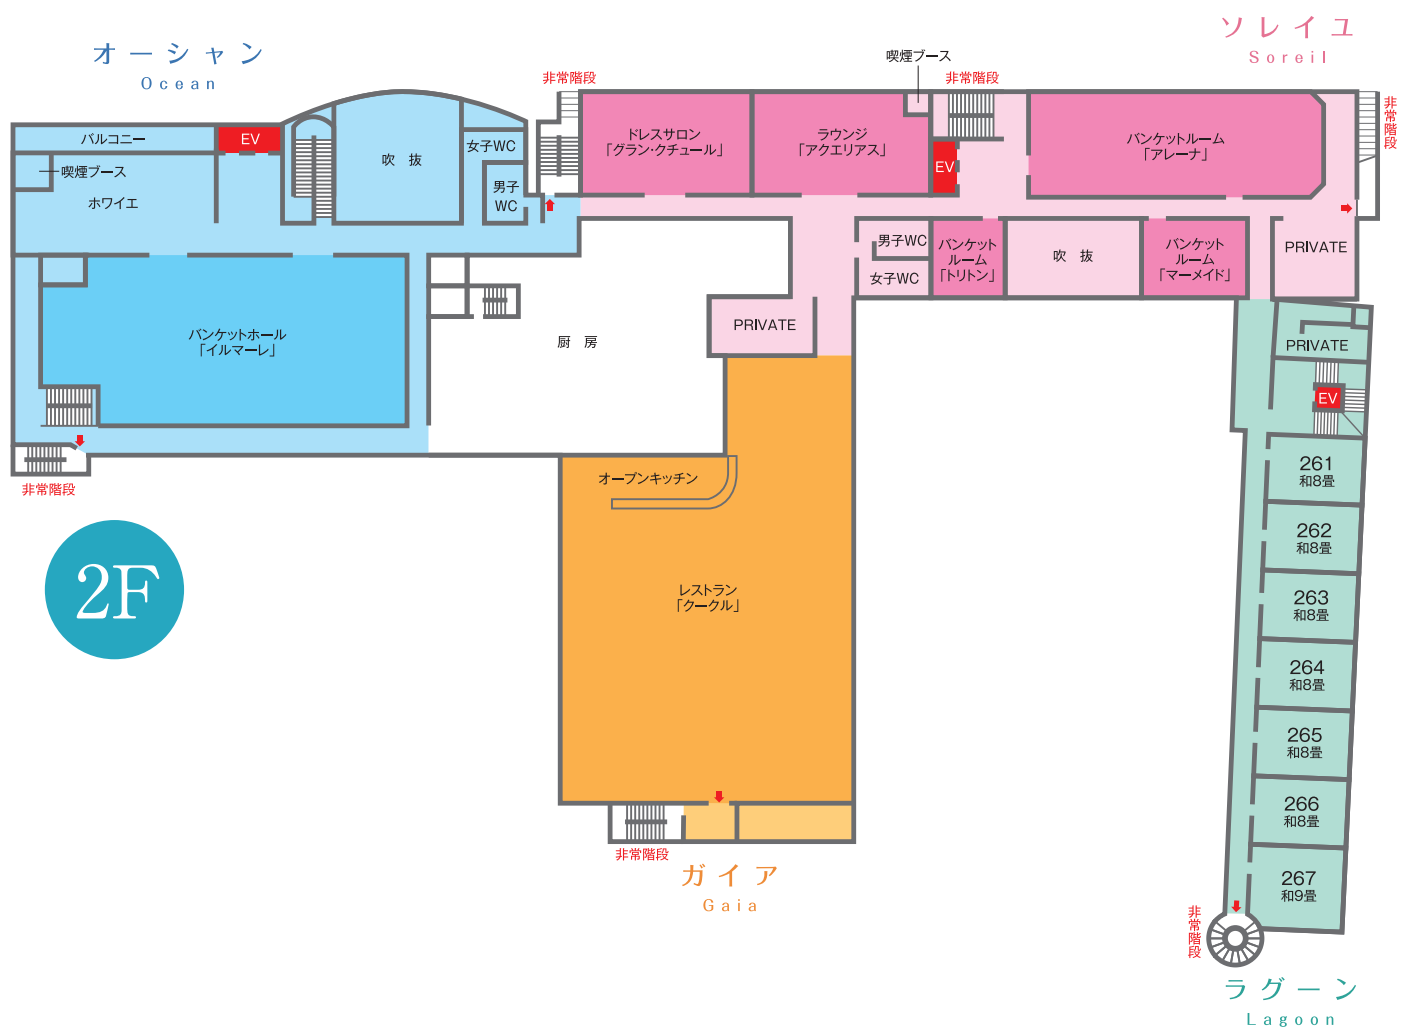 オーシャン
Ocean
ソレイユ
Soreil
喫煙ブース
非常階段
非常階段
非常階段
バルコニー
EV
喫煙ブース
ホワイエ
吹 抜
女子WC
男子
WC
ドレスサロン
「グラン・クチュール」
ラウンジ
「アクエリアス」
EV
バンケットルーム
「アレーナ」
男子WC
女子WC
バンケット
ルーム
「トリトン」
吹 抜
バンケット
ルーム
「マーメイド」
PRIVATE
バンケットホール
「イルマーレ」
厨 房
PRIVATE
PRIVATE
EV
非常階段
2F
オープンキッチン
レストラン
「クークル」
非常階段
ガイア
Gaia
261
和8畳
262
和8畳
263
和8畳
264
和8畳
265
和8畳
266
和8畳
267
和9畳
非常階段
ラグーン
Lagoon